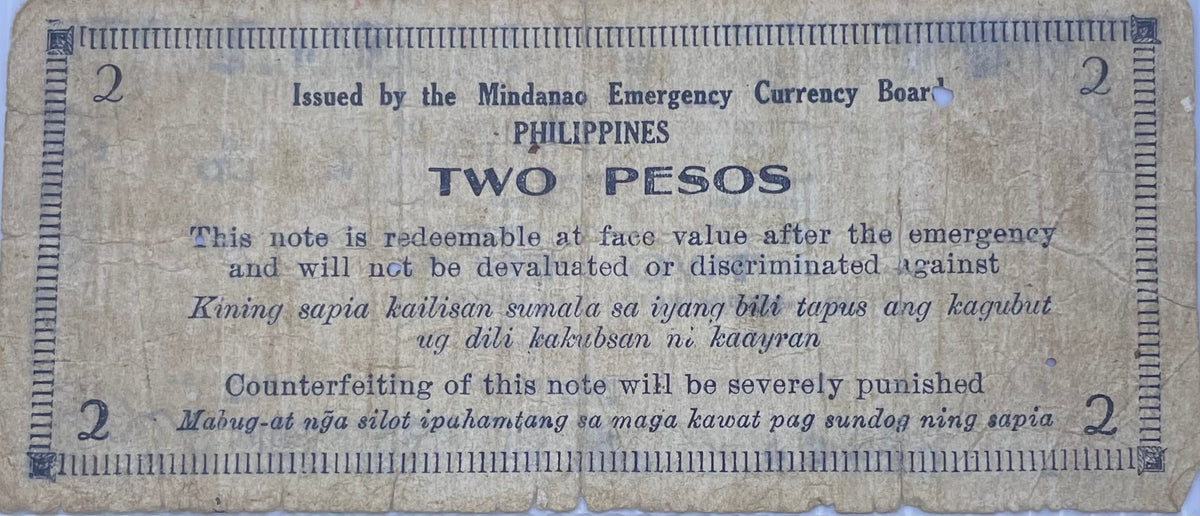 2 2
Issued by the Mindanao Emergency Currency Board
PHILIPPINES
TWO PESOS
This note is redeemable at face value after the emergency
and will not be devaluated or discriminated against
Kining sapia kailisan sumala sa iyang bili tapus ang kagubut
ug dili kakubsan ni kaayran
Counterfeiting of this note will be severely punished
2 Mabug-at ng̃a silot ipahamtang sa maga kawat pag sundog ning sapia 2